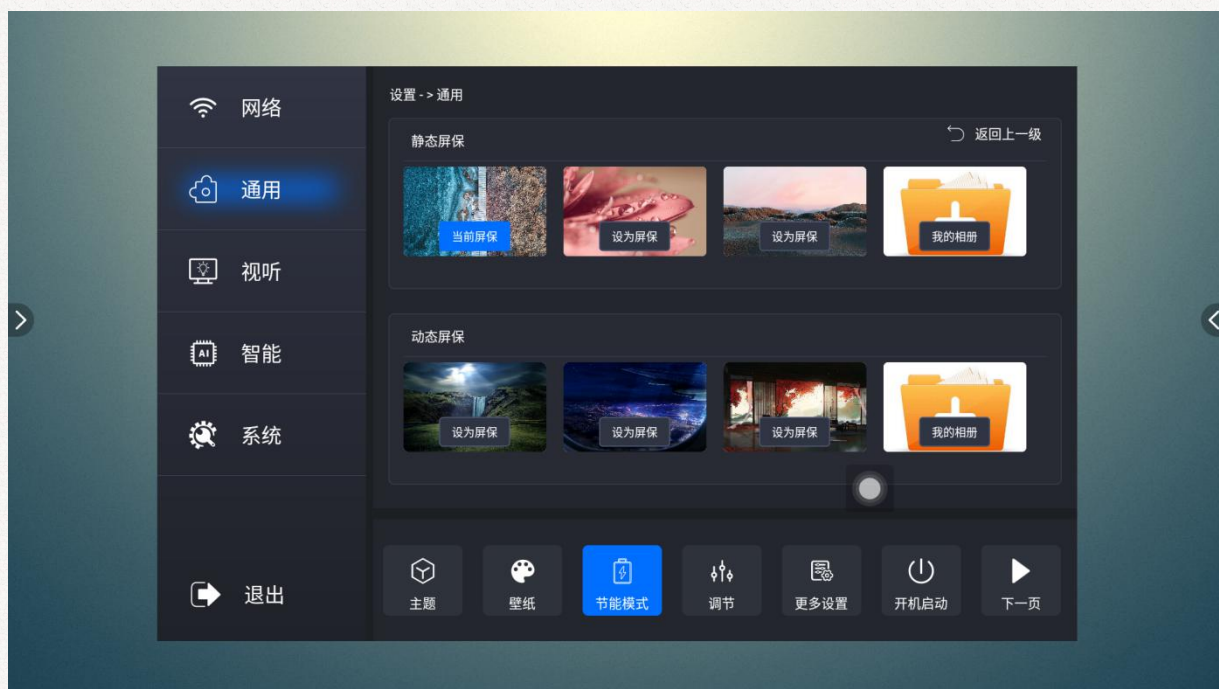 网络
通用
视听
AI
智能
系统
退出
设置 -> 通用
静态屏保
返回上一级
当前屏保
设为屏保
设为屏保
我的相册
动态屏保
设为屏保
设为屏保
设为屏保
我的相册
主题
壁纸
节能模式
调节
更多设置
开机启动
下一页